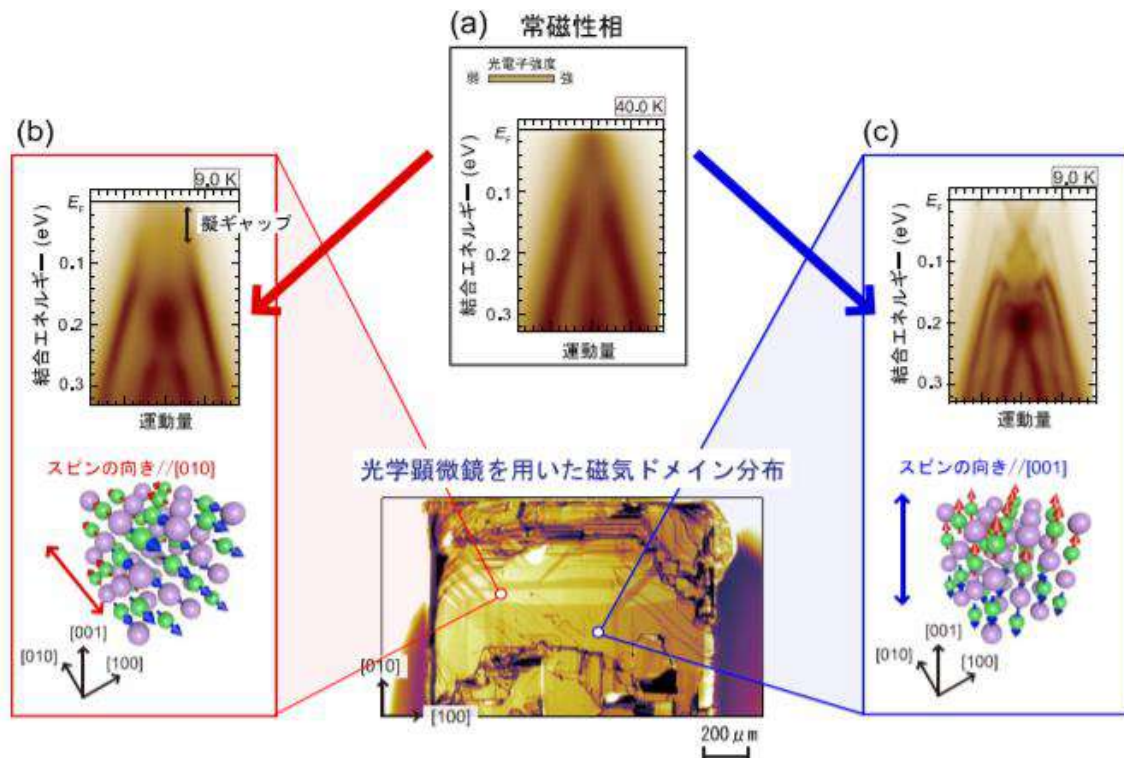 (a) 常磁性相
光電子強度
弱 強
40.0 K
E_F
0.1
0.2
0.3
結合エネルギー (eV)
運動量
(b)
9.0 K
E_F
擬ギャップ
0.1
0.2
0.3
結合エネルギー (eV)
運動量
スピンの向き//[010]
[001]
[010]
[100]
(c)
9.0 K
E_F
0.1
0.2
0.3
結合エネルギー (eV)
運動量
スピンの向き//[001]
[001]
[010]
[100]
光学顕微鏡を用いた磁気ドメイン分布
[010]
[100]
200μm